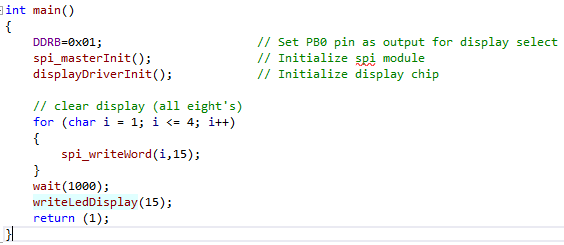 int main()
{
DDRB=0x01; // Set PB0 pin as output for display select
spi_masterInit(); // Initialize spi module
displayDriverInit(); // Initialize display chip
// clear display (all eight's)
for (char i = 1; i <= 4; i++)
{
spi_writeWord(i,15);
}
wait(1000);
writeLedDisplay(15);
return (1);
}